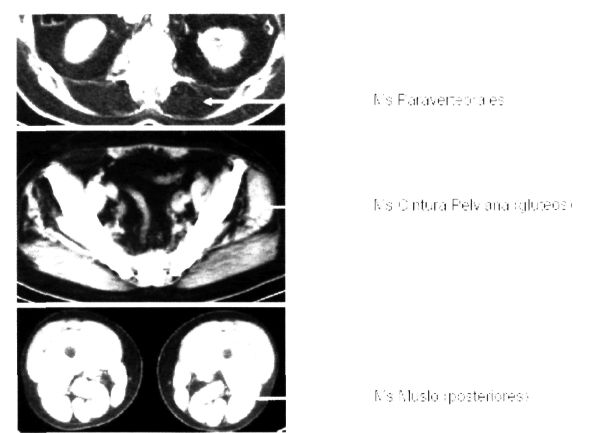 Ms Paravertebrales
Ms Cintura Pelviana (glúteos)
Ms Muslo (posteriores)